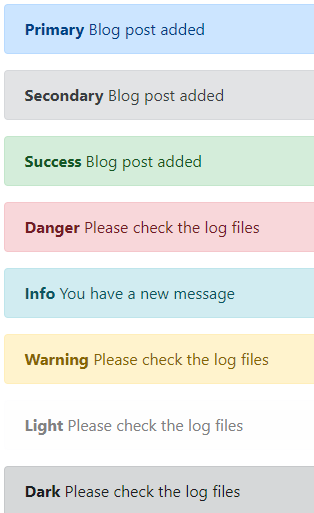 Primary Blog post added
Secondary Blog post added
Success Blog post added
Danger Please check the log files
Info You have a new message
Warning Please check the log files
Light Please check the log files
Dark Please check the log files